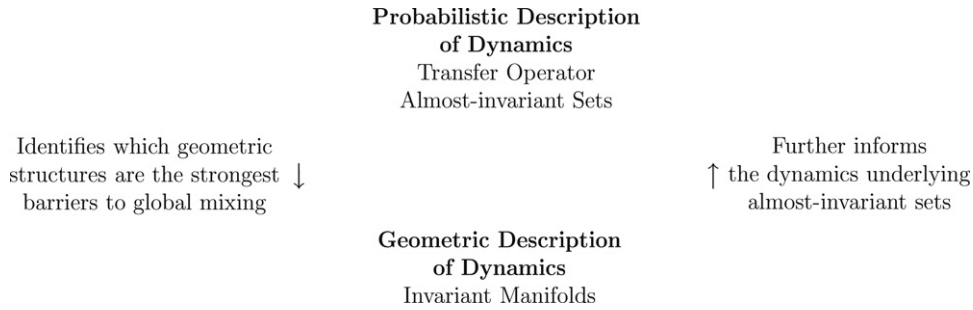 Probabilistic Description
of Dynamics
Transfer Operator
Almost-invariant Sets
Identifies which geometric
structures are the strongest ↓
barriers to global mixing
Further informs
↑ the dynamics underlying
almost-invariant sets
Geometric Description
of Dynamics
Invariant Manifolds